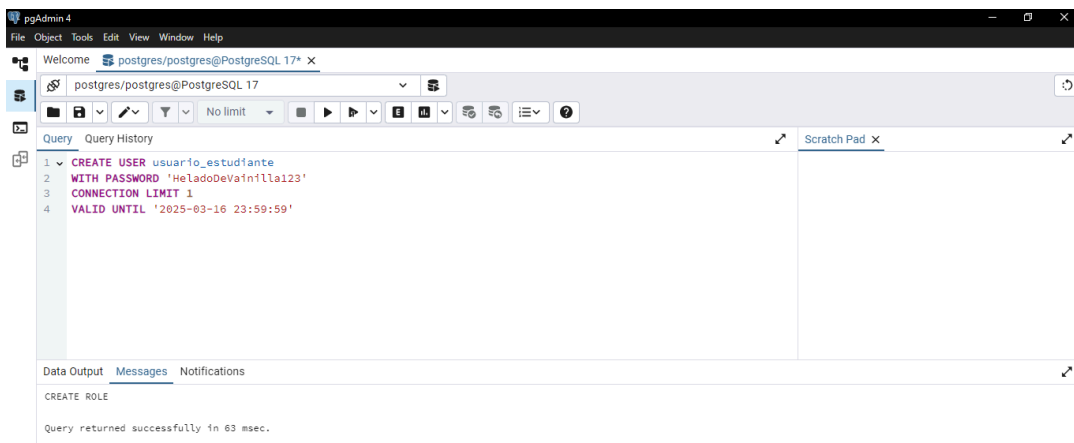 pgAdmin 4
File Object Tools Edit View Window Help
Welcome postgres/postgres@PostgreSQL 17* X
postgres/postgres@PostgreSQL 17
No limit E
Query Query History Scratch Pad X
1 CREATE USER usuario_estudiante
2 WITH PASSWORD 'HeladoDeVainilla123'
3 CONNECTION LIMIT 1
4 VALID UNTIL '2025-03-16 23:59:59'
Data Output Messages Notifications
CREATE ROLE
Query returned successfully in 63 msec.